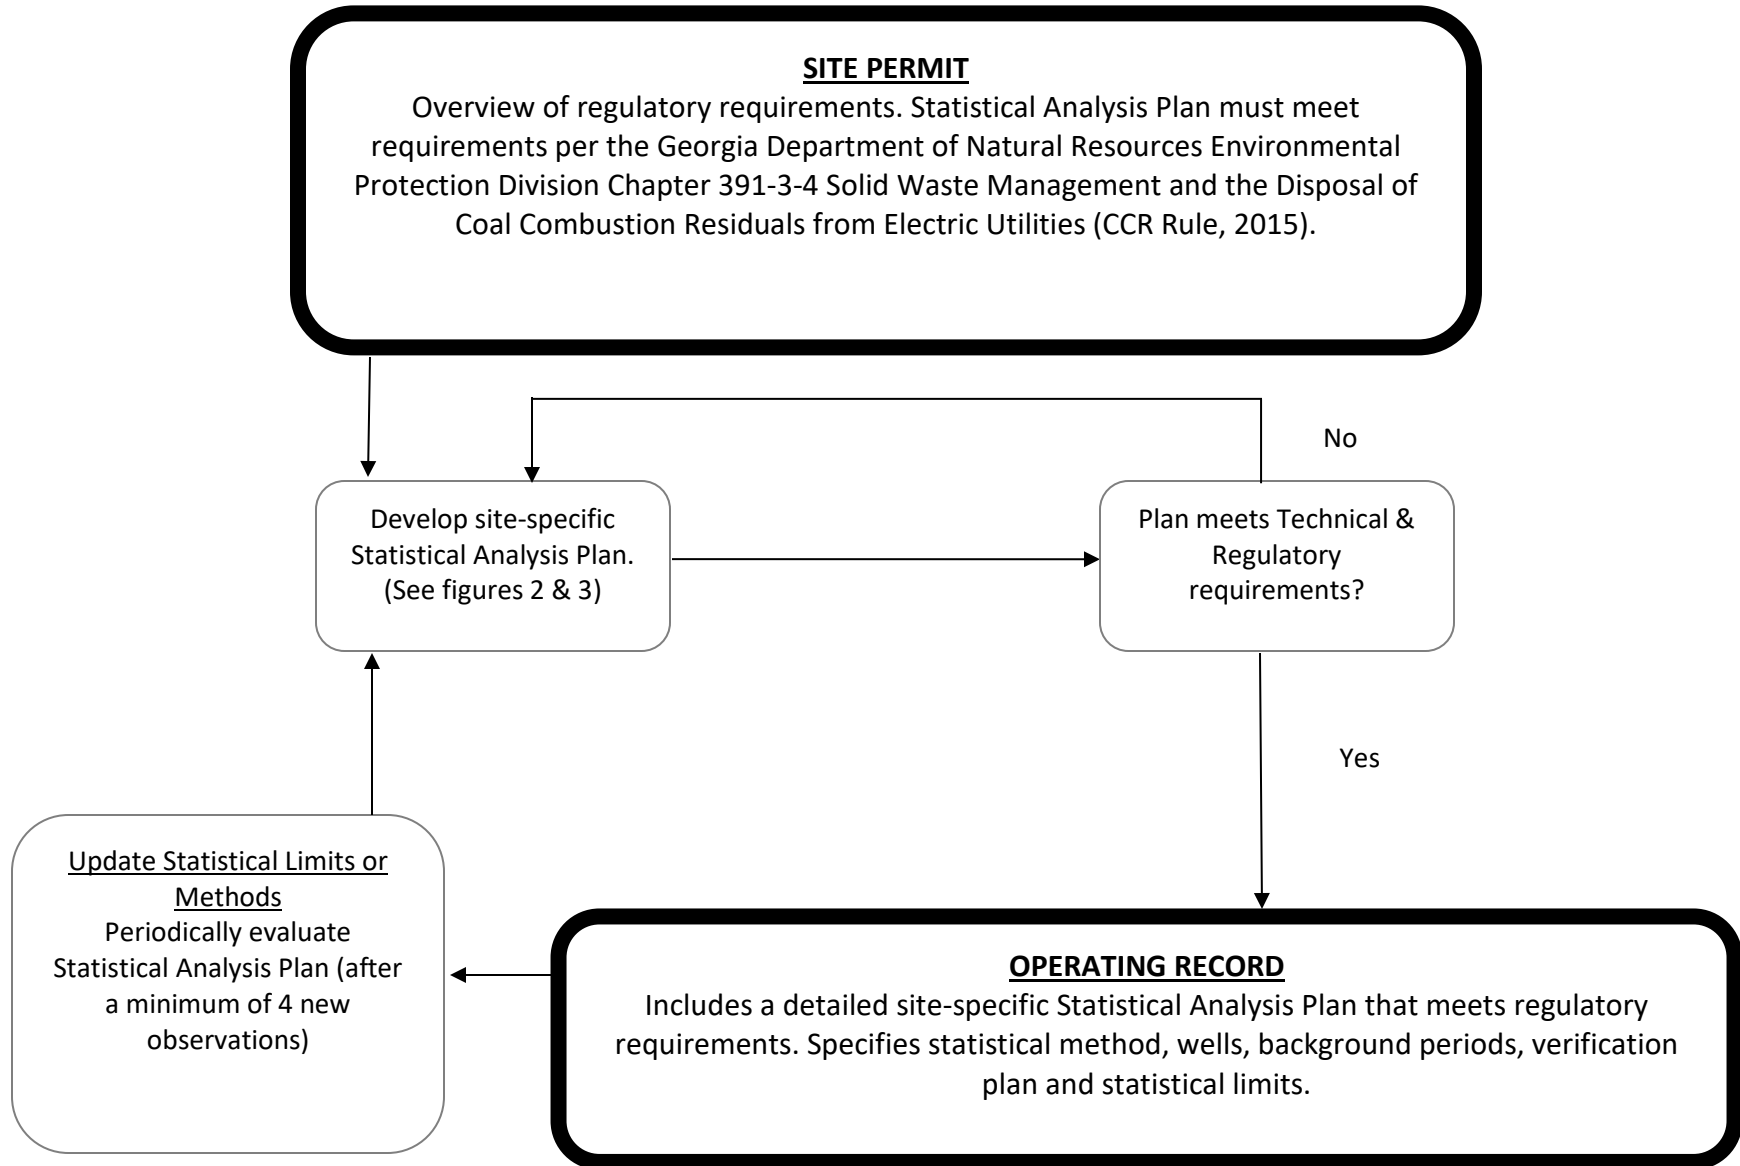 SITE PERMIT
Overview of regulatory requirements. Statistical Analysis Plan must meet
requirements per the Georgia Department of Natural Resources Environmental
Protection Division Chapter 391-3-4 Solid Waste Management and the Disposal of
Coal Combustion Residuals from Electric Utilities (CCR Rule, 2015).
No
Develop site-specific
Statistical Analysis Plan.
(See figures 2 & 3)
Plan meets Technical &
Regulatory
requirements?
Yes
Update Statistical Limits or
Methods
Periodically evaluate
Statistical Analysis Plan (after
a minimum of 4 new
observations)
OPERATING RECORD
Includes a detailed site-specific Statistical Analysis Plan that meets regulatory
requirements. Specifies statistical method, wells, background periods, verification
plan and statistical limits.